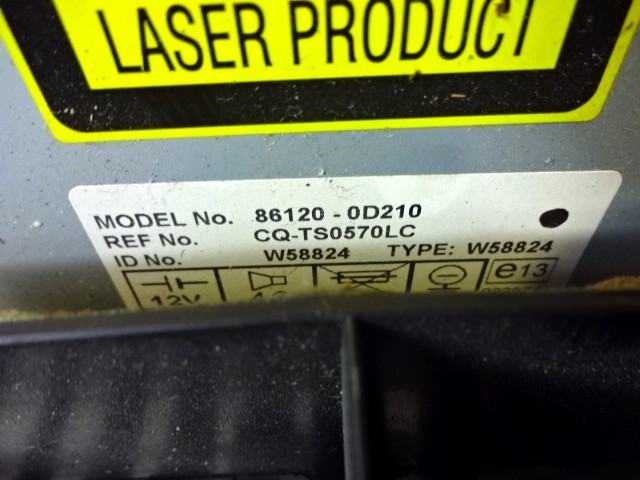 LASER PRODUCT
MODEL No. 86120 - 0D210
REF No. CQ-TS0570LC
ID No. W58824 TYPE: W58824
12V e13